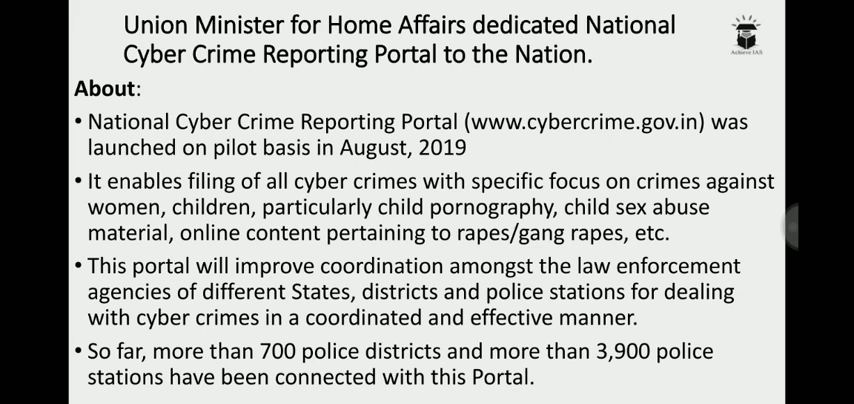 Union Minister for Home Affairs dedicated National
Cyber Crime Reporting Portal to the Nation.
Achieve IAS
About:
• National Cyber Crime Reporting Portal (www.cybercrime.gov.in) was
launched on pilot basis in August, 2019
• It enables filing of all cyber crimes with specific focus on crimes against
women, children, particularly child pornography, child sex abuse
material, online content pertaining to rapes/gang rapes, etc.
• This portal will improve coordination amongst the law enforcement
agencies of different States, districts and police stations for dealing
with cyber crimes in a coordinated and effective manner.
• So far, more than 700 police districts and more than 3,900 police
stations have been connected with this Portal.